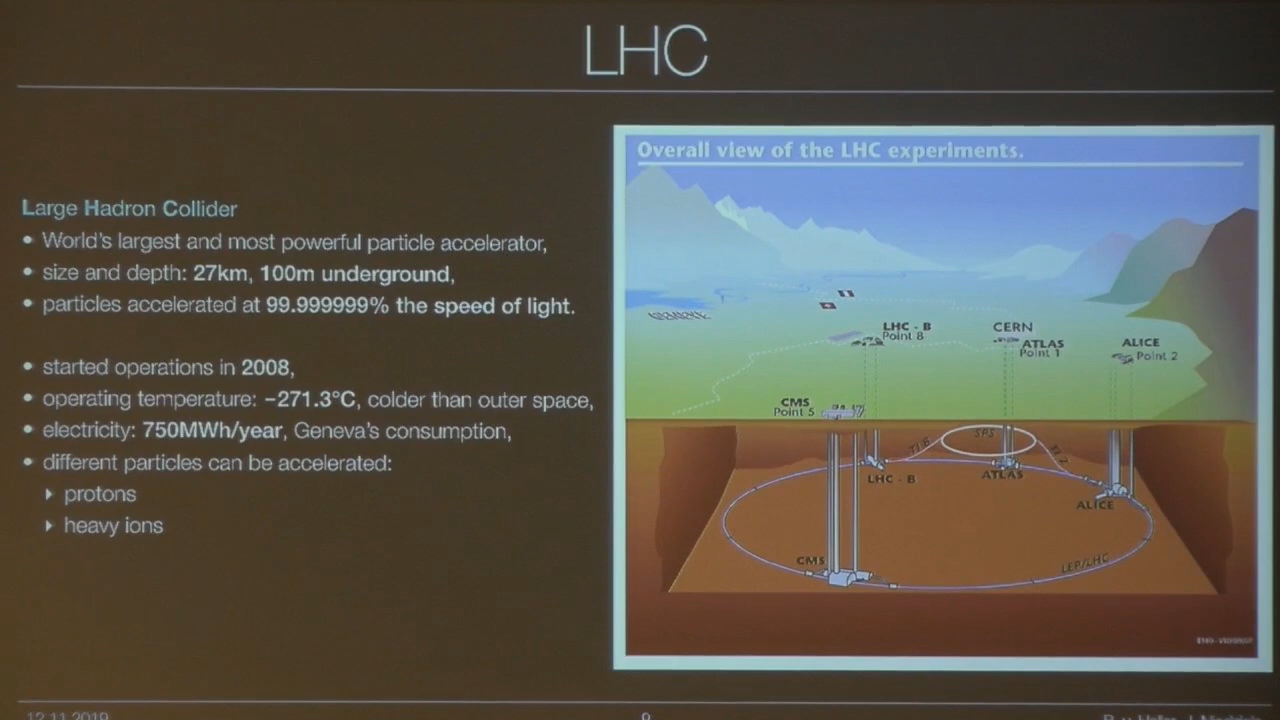 LHC
Large Hadron Collider
• World's largest and most powerful particle accelerator,
• size and depth: 27km, 100m underground,
• particles accelerated at 99.999999% the speed of light.
• started operations in 2008,
• operating temperature: −271.3°C, colder than outer space,
• electricity: 750MWh/year, Geneva's consumption,
• different particles can be accelerated:
‣ protons
‣ heavy ions
Overall view of the LHC experiments.
LHC - B
Point 8
CERN
ATLAS
Point 1
ALICE
Point 2
CMS
Point 5
SPS
TI 8
TI 2
LHC - B
ATLAS
ALICE
CMS
LEP/LHC
12.11.2019
9